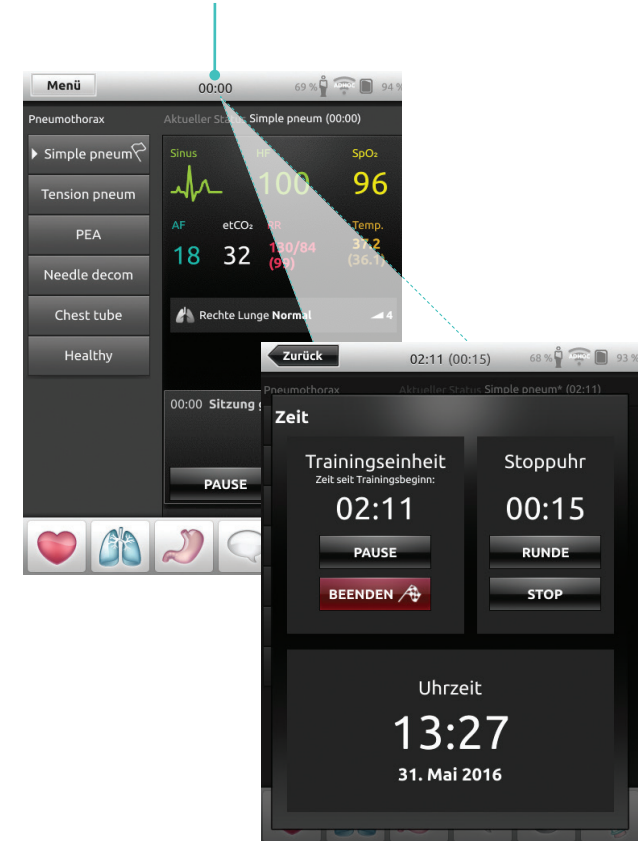 Menü
00:00
69 %
ADHOC
94 %
Pneumothorax
Aktueller Status Simple pneum (00:00)
Simple pneum
Tension pneum
PEA
Needle decom
Chest tube
Healthy
Sinus
HF
100
SpO₂
96
AF
18
etCO₂
32
RR
130/84
(99)
Temp.
37.2
(36.1)
Rechte Lunge Normal
4
00:00 Sitzung
PAUSE
Zurück
02:11 (00:15)
68 %
ADHOC
93 %
Pneumothorax
Aktueller Status Simple pneum* (02:11)
Zeit
Trainingseinheit
Zeit seit Trainingsbeginn:
02:11
PAUSE
BEENDEN
Stoppuhr
00:15
RUNDE
STOP
Uhrzeit
13:27
31. Mai 2016